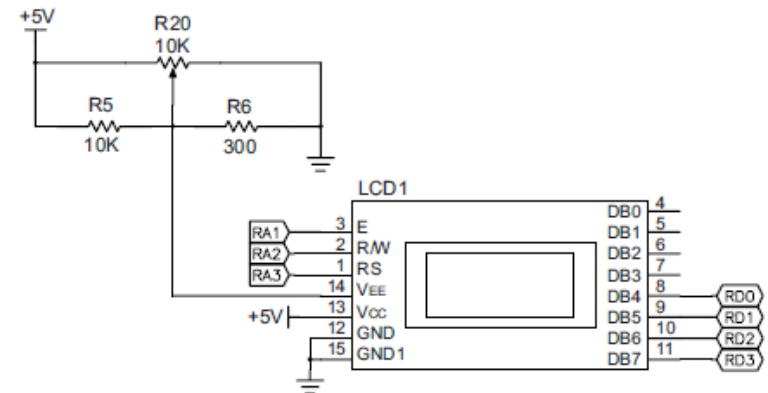 +5V
R20
10K
R5
10K
R6
300
LCD1
RA1 3 E
RA2 2 R/W
RA3 1 RS
14 VEE
+5V 13 Vcc
12 GND
15 GND1
DB0 4
DB1 5
DB2 6
DB3 7
DB4 8 RD0
DB5 9 RD1
DB6 10 RD2
DB7 11 RD3